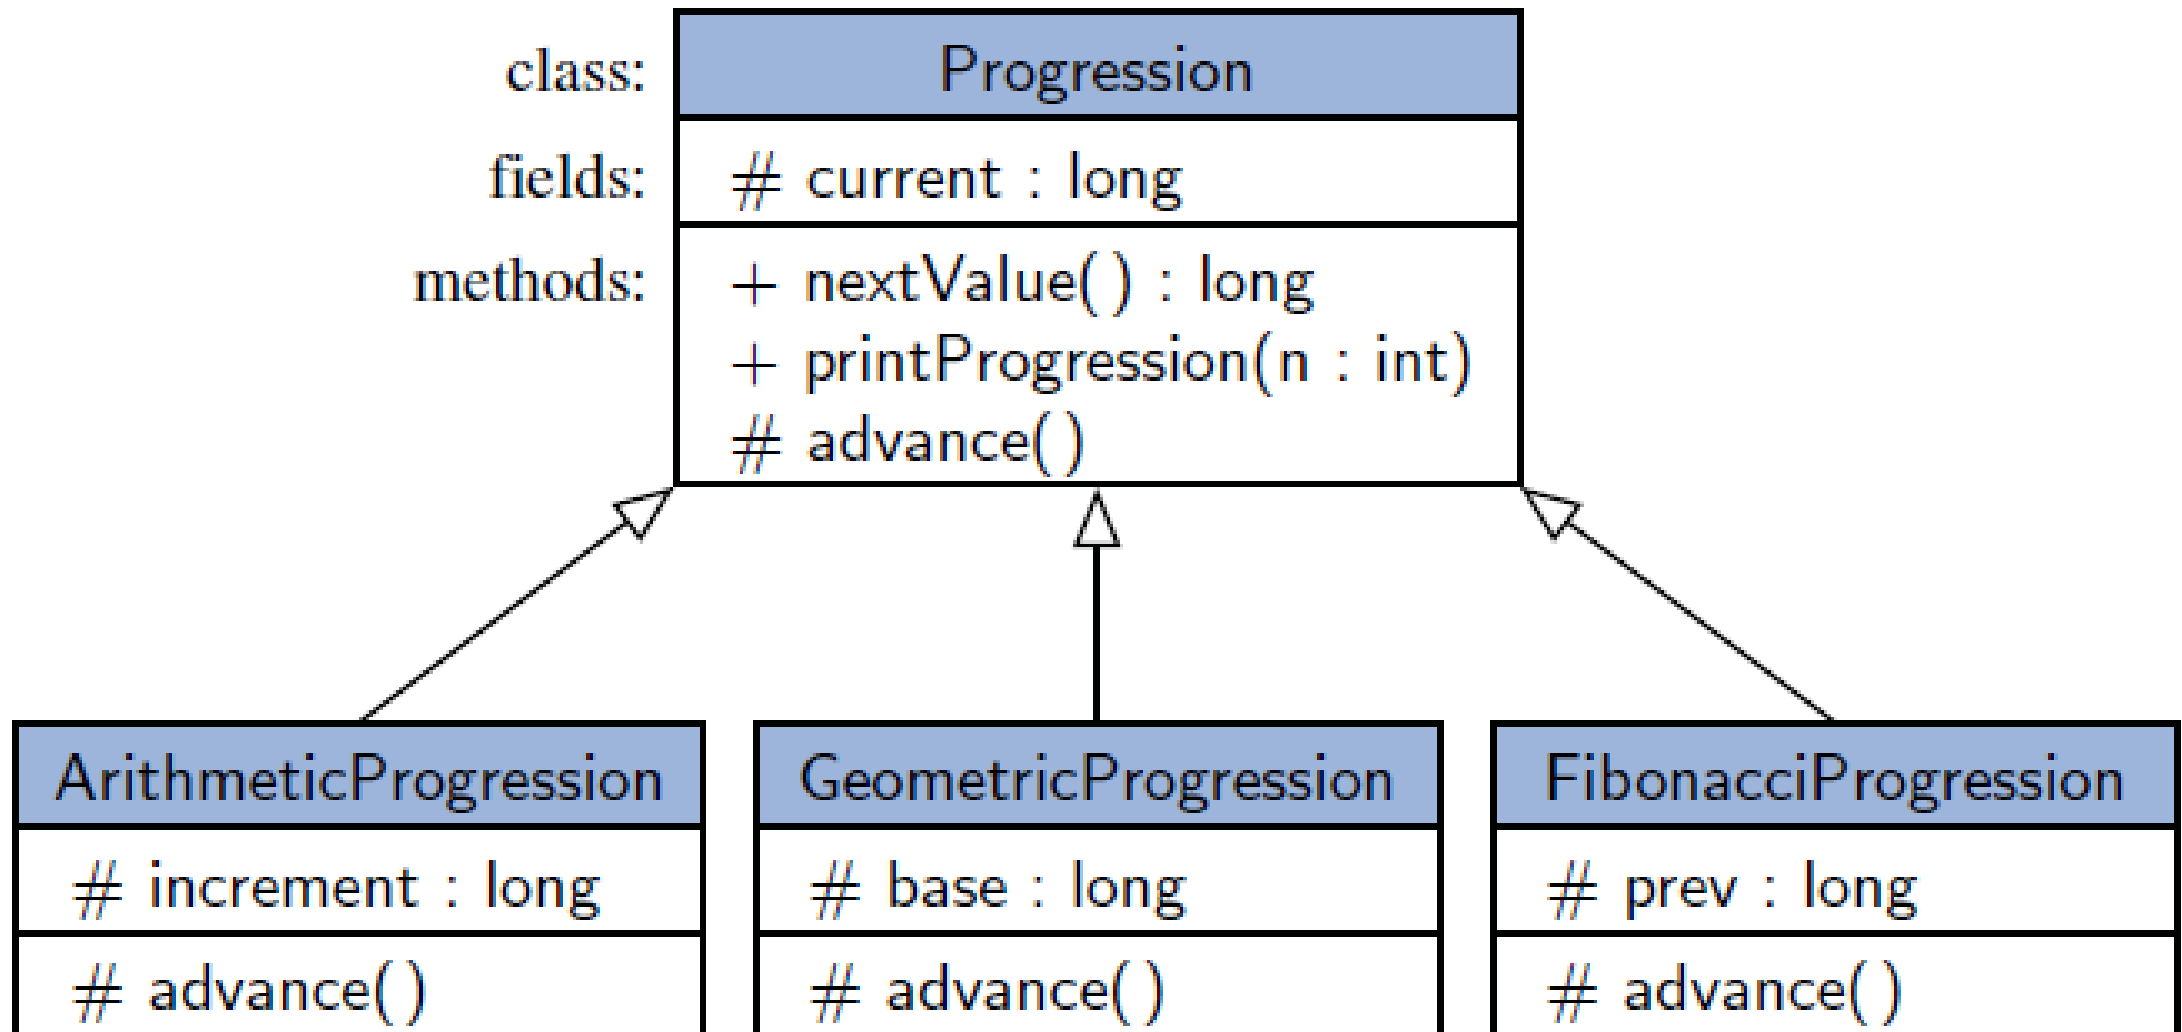 class: Progression
fields: # current : long
methods: + nextValue( ) : long
+ printProgression(n : int)
# advance( )
ArithmeticProgression
# increment : long
# advance( )
GeometricProgression
# base : long
# advance( )
FibonacciProgression
# prev : long
# advance( )